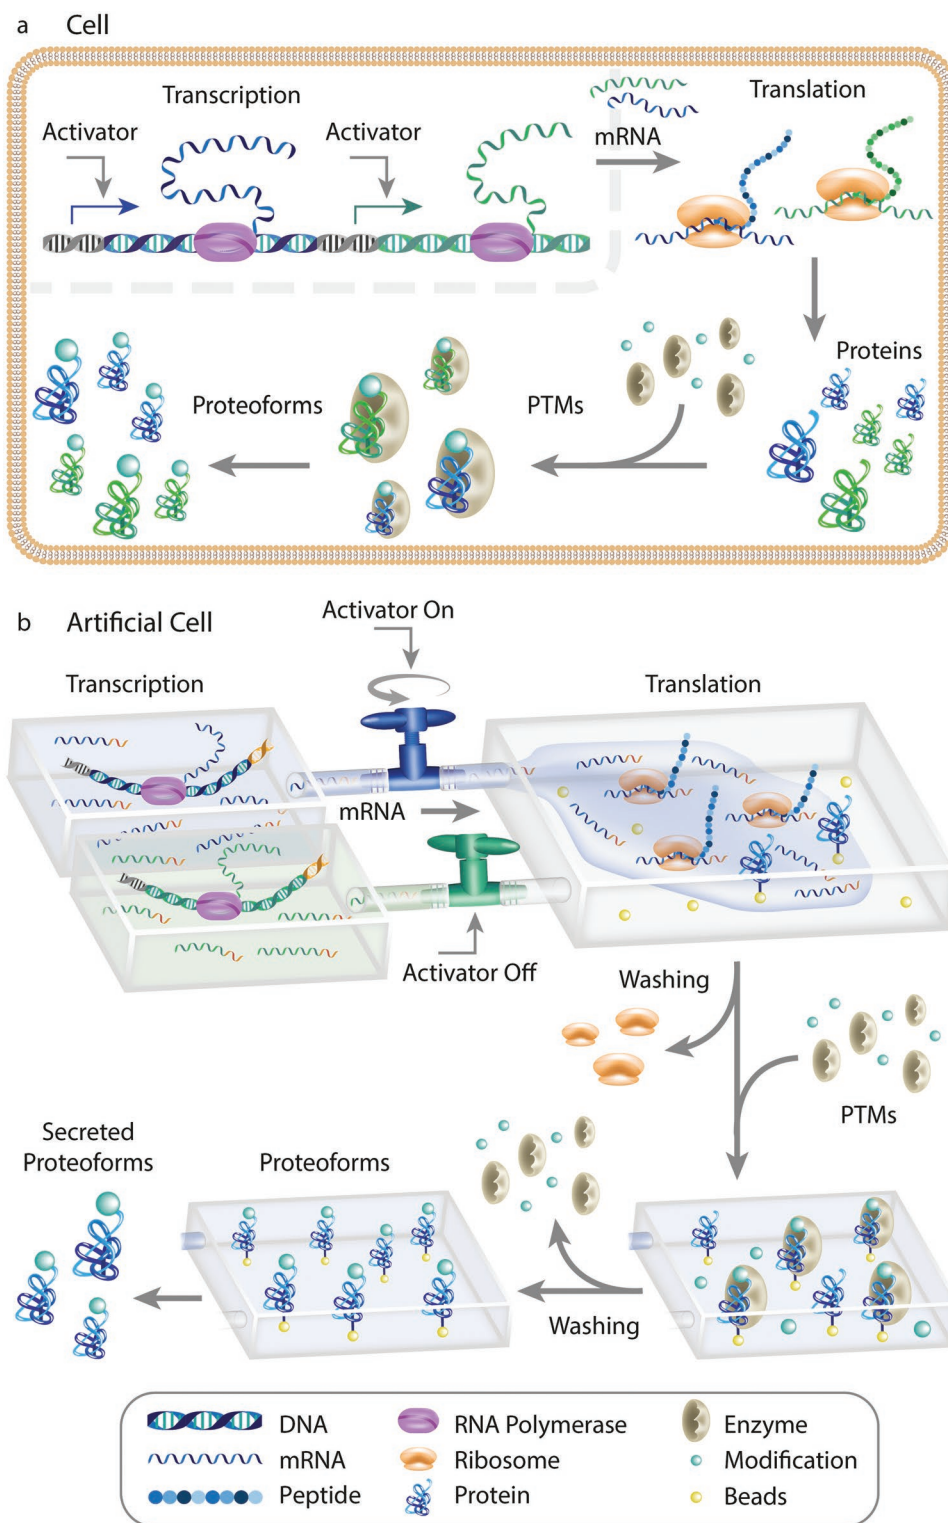 a Cell
Transcription
Translation
Activator
Activator
mRNA
Proteins
Proteoforms
PTMs
b Artificial Cell
Activator On
Transcription
Translation
mRNA
Activator Off
Washing
PTMs
Secreted
Proteoforms
Proteoforms
Washing
DNA
RNA Polymerase
Enzyme
mRNA
Ribosome
Modification
Peptide
Protein
Beads